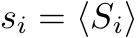 s_i = ⟨S_i⟩